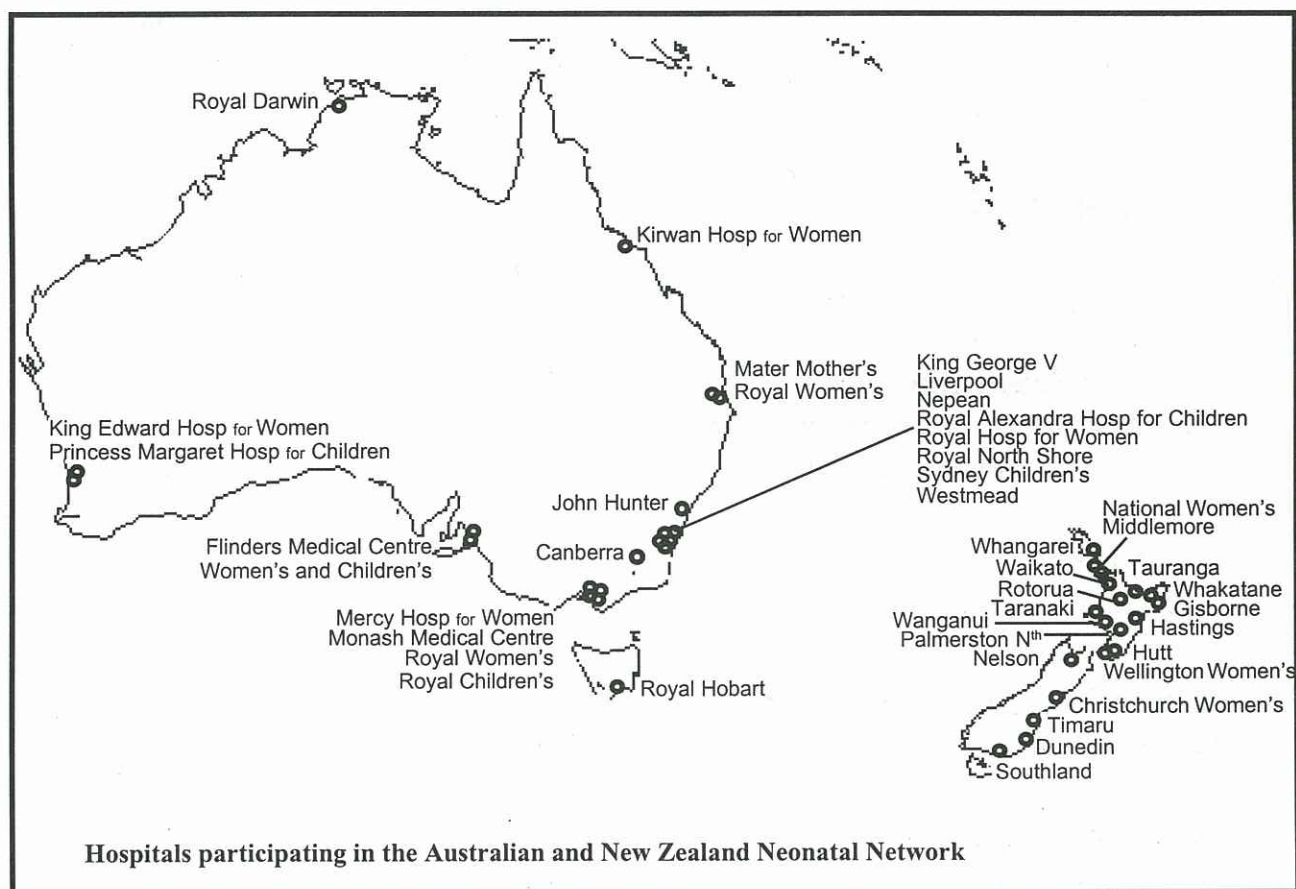 Royal Darwin
Kirwan Hosp for Women
Mater Mother's
Royal Women's
King George V
Liverpool
Nepean
Royal Alexandra Hosp for Children
Royal Hosp for Women
Royal North Shore
Sydney Children's
Westmead
King Edward Hosp for Women
Princess Margaret Hosp for Children
John Hunter
Flinders Medical Centre
Women's and Children's
Canberra
Mercy Hosp for Women
Monash Medical Centre
Royal Women's
Royal Children's
Royal Hobart
National Women's
Middlemore
Whangarei
Waikato
Tauranga
Rotorua
Whakatane
Taranaki
Gisborne
Wanganui
Hastings
Palmerston Nth
Nelson
Hutt
Wellington Women's
Christchurch Women's
Timaru
Dunedin
Southland
Hospitals participating in the Australian and New Zealand Neonatal Network